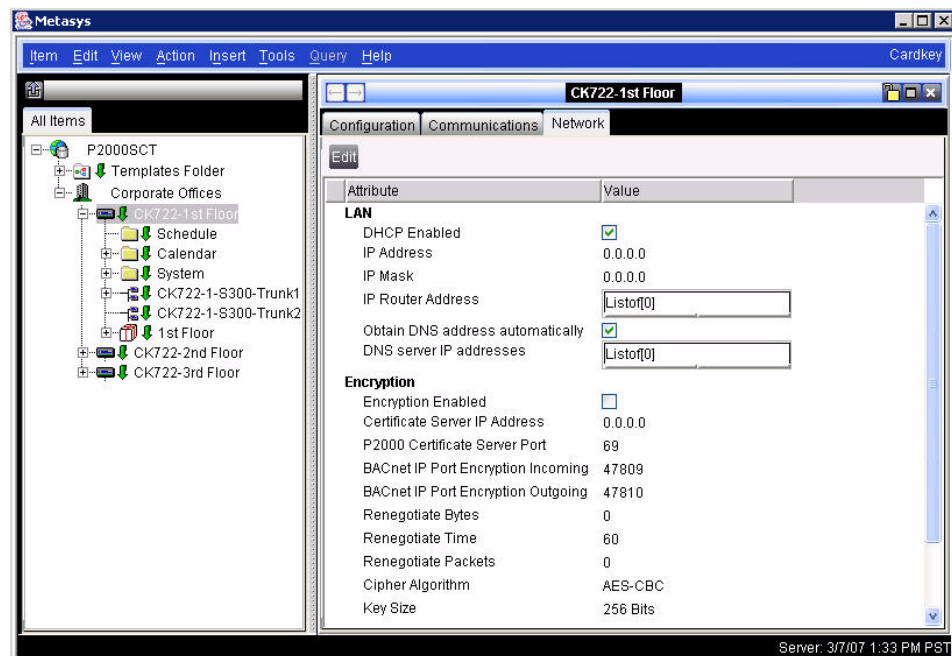 Metasys
Item Edit View Action Insert Tools Query Help Cardkey
All Items
P2000SCT
Templates Folder
Corporate Offices
CK722-1st Floor
Schedule
Calendar
System
CK722-1-S300-Trunk1
CK722-1-S300-Trunk2
1st Floor
CK722-2nd Floor
CK722-3rd Floor
CK722-1st Floor
Configuration Communications Network
Edit
Attribute Value
LAN
DHCP Enabled
IP Address 0.0.0.0
IP Mask 0.0.0.0
IP Router Address Listof[0]
Obtain DNS address automatically
DNS server IP addresses Listof[0]
Encryption
Encryption Enabled
Certificate Server IP Address 0.0.0.0
P2000 Certificate Server Port 69
BACnet IP Port Encryption Incoming 47809
BACnet IP Port Encryption Outgoing 47810
Renegotiate Bytes 0
Renegotiate Time 60
Renegotiate Packets 0
Cipher Algorithm AES-CBC
Key Size 256 Bits
Server: 3/7/07 1:33 PM PST